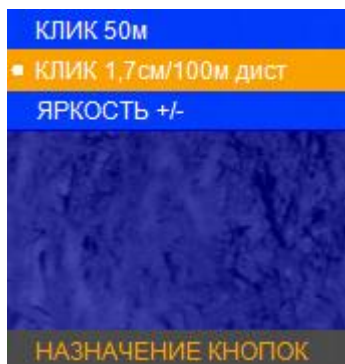 КЛИК 50м
КЛИК 1,7см/100м дист
ЯРКОСТЬ +/-
НАЗНАЧЕНИЕ КНОПОК